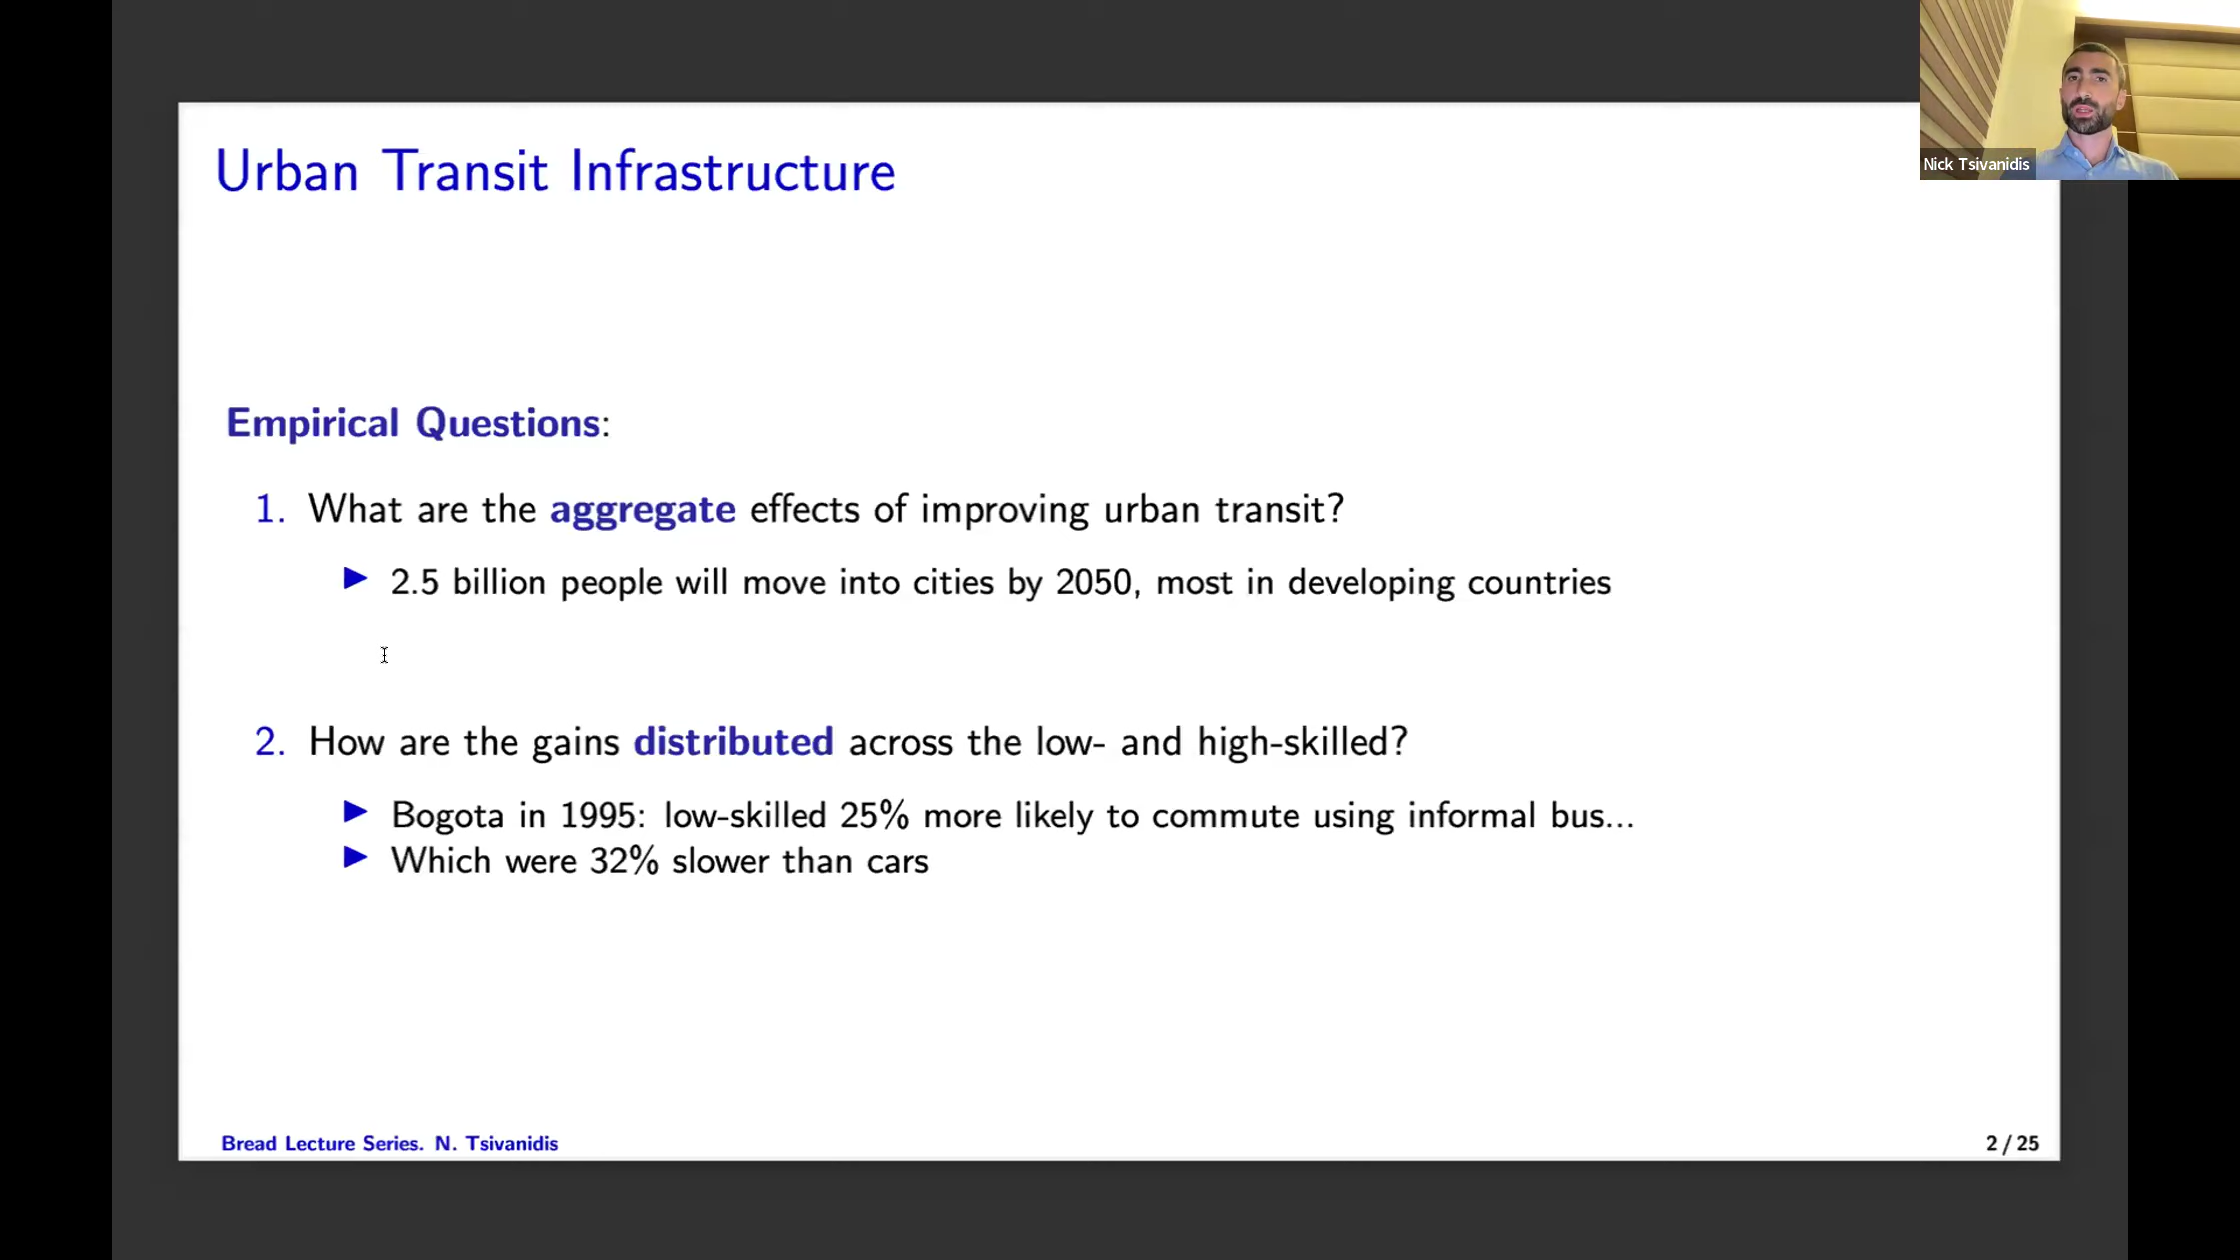 Nick Tsivanidis
Urban Transit Infrastructure
Empirical Questions:
1. What are the aggregate effects of improving urban transit?
▶ 2.5 billion people will move into cities by 2050, most in developing countries
2. How are the gains distributed across the low- and high-skilled?
▶ Bogota in 1995: low-skilled 25% more likely to commute using informal bus...
▶ Which were 32% slower than cars
Bread Lecture Series. N. Tsivanidis
2 / 25